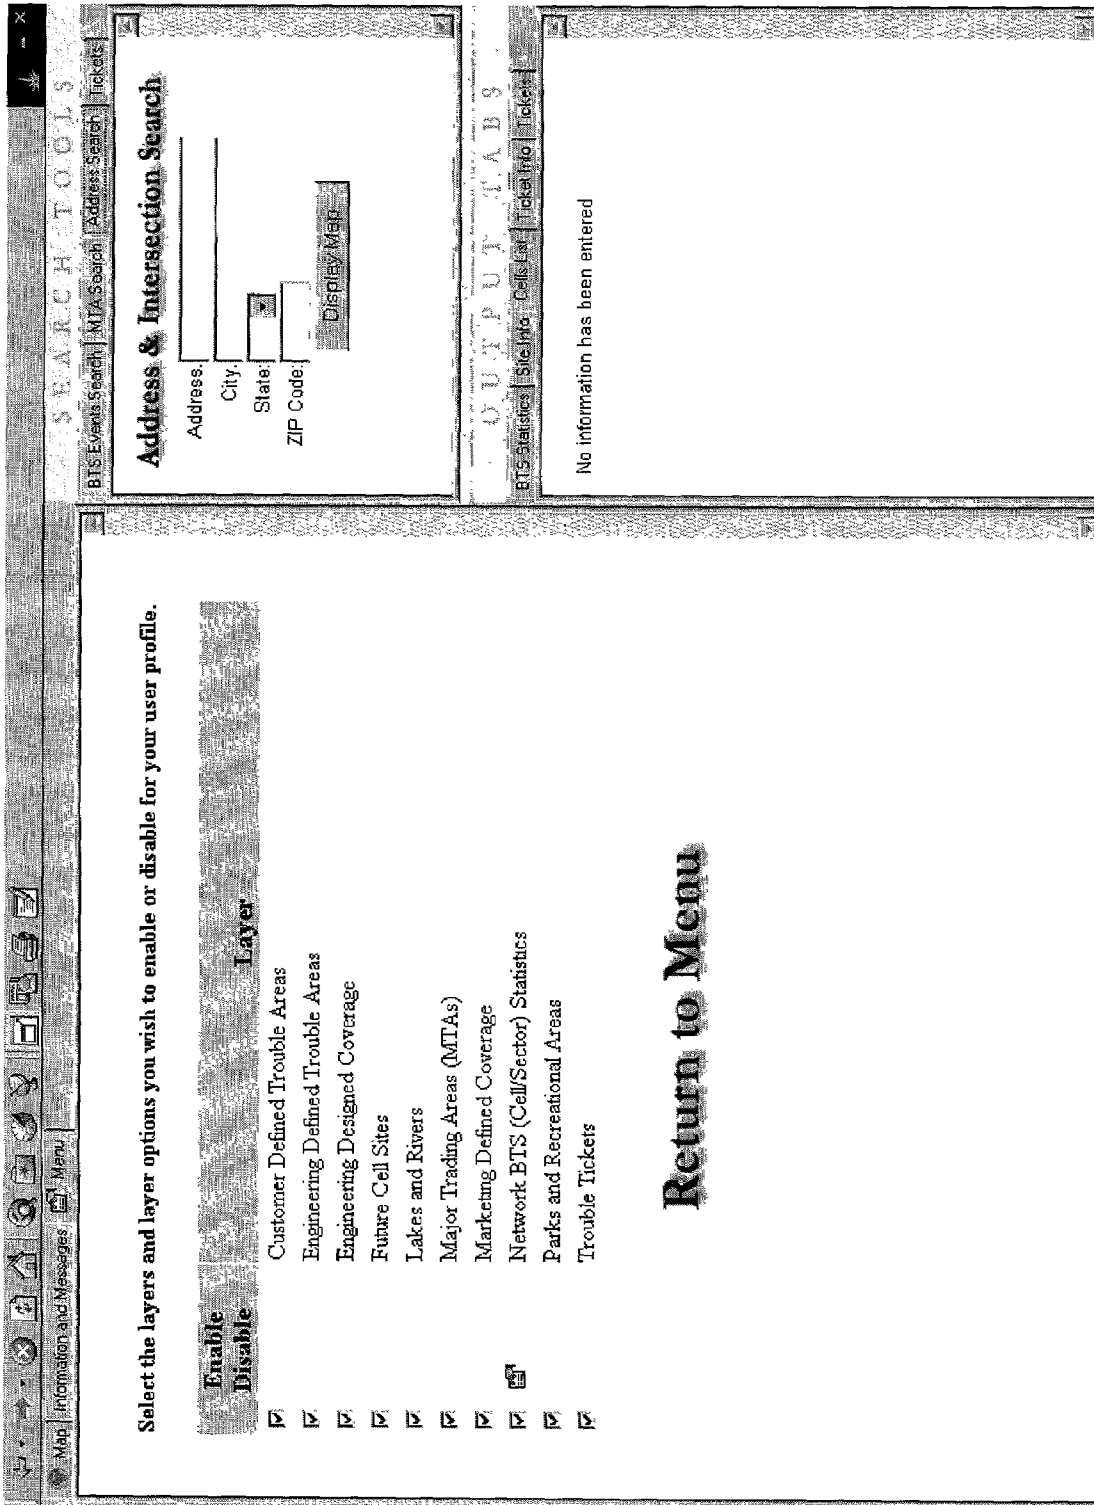 Map Information and Messages Menu
Select the layers and layer options you wish to enable or disable for your user profile.
Enable
Disable Layer
Customer Defined Trouble Areas
Engineering Defined Trouble Areas
Engineering Designed Coverage
Future Cell Sites
Lakes and Rivers
Major Trading Areas (MTAs)
Marketing Defined Coverage
Network BTS (Cell/Sector) Statistics
Parks and Recreational Areas
Trouble Tickets
Return to Menu
SEARCH TOOLS
BTS Events Search MTA Search Address Search Tickets
Address & Intersection Search
Address:
City:
State:
ZIP Code:
Display Map
OUTPUT TABS
BTS Statistics Site Info Cells List Ticket Info Tickets
No information has been entered